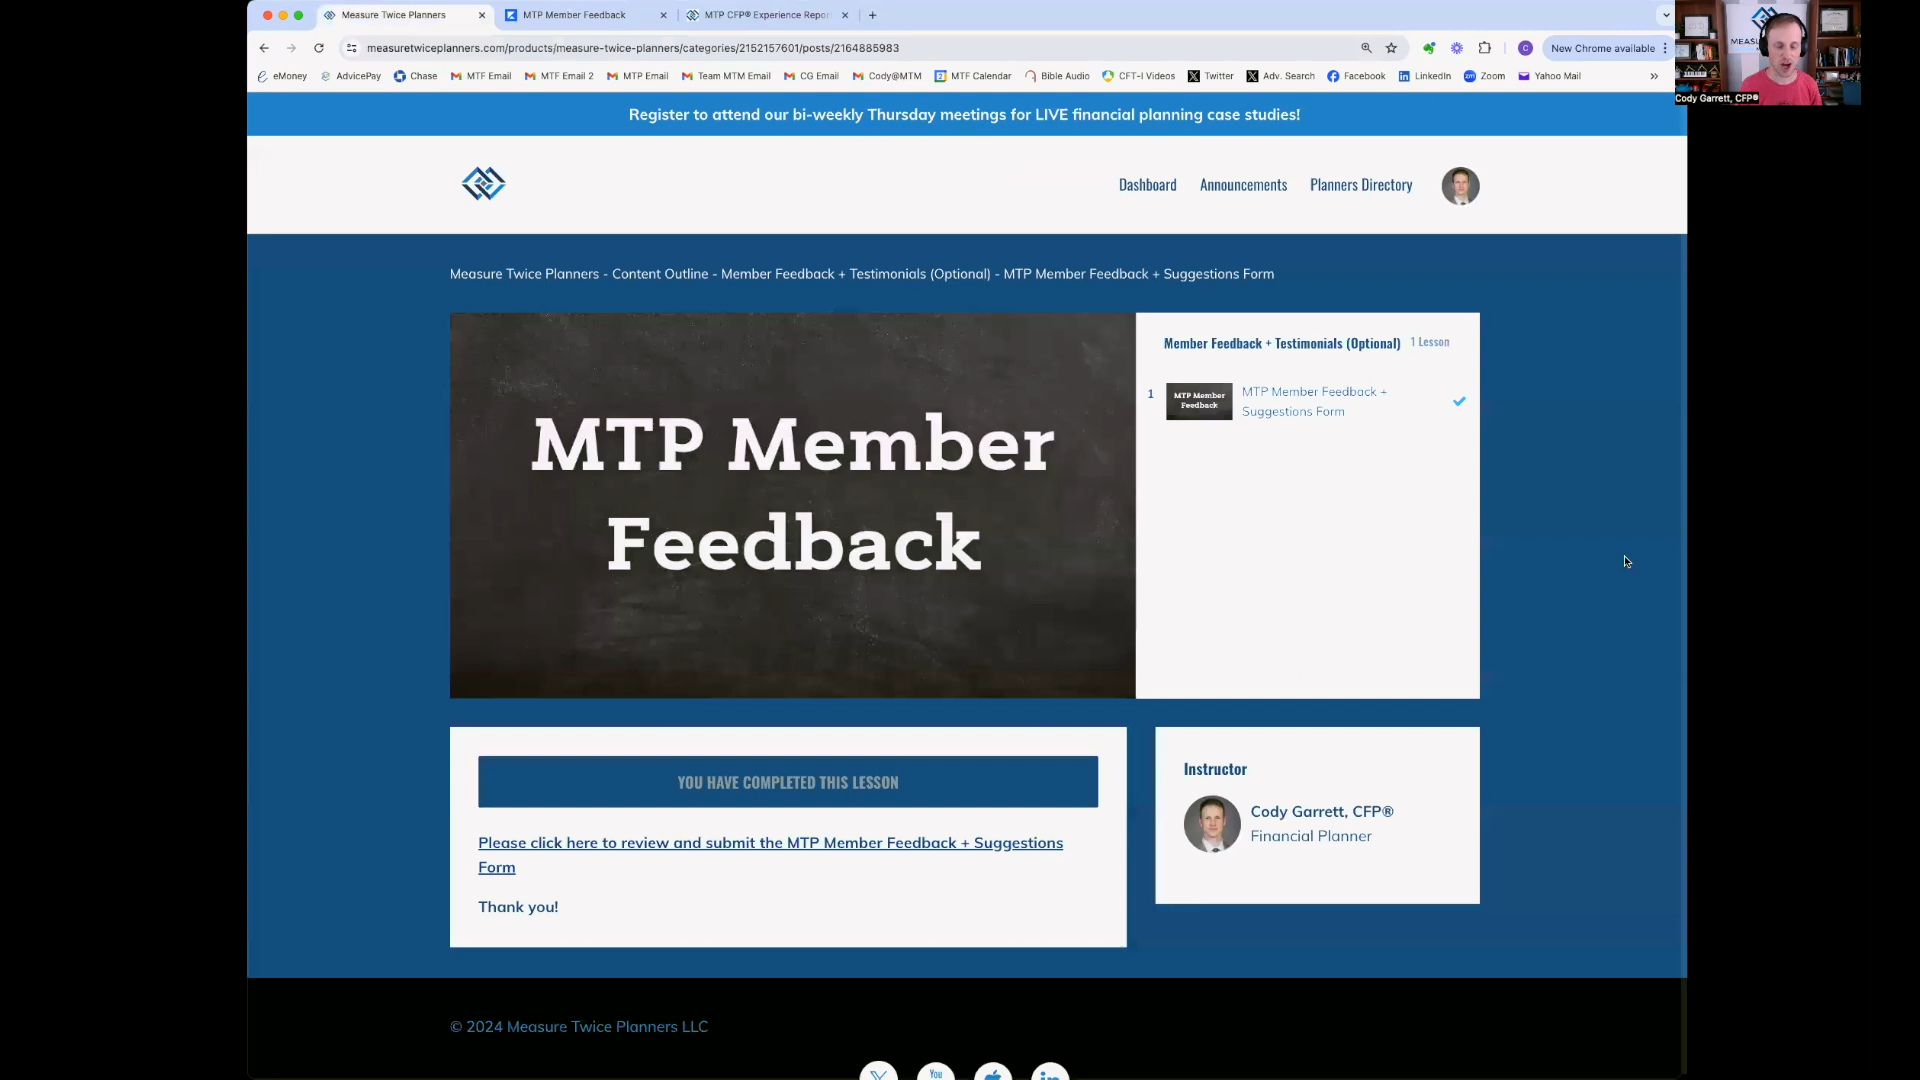 Measure Twice Planners
MTP Member Feedback
MTP CFP® Experience Repor
measuretwiceplanners.com/products/measure-twice-planners/categories/2152157601/posts/2164885983
New Chrome available
eMoney AdvicePay Chase MTF Email MTF Email 2 MTP Email Team MTM Email CG Email Cody@MTM MTF Calendar Bible Audio CFT-I Videos Twitter Adv. Search Facebook LinkedIn Zoom Yahoo Mail
Cody Garrett, CFP®
Register to attend our bi-weekly Thursday meetings for LIVE financial planning case studies!
Dashboard Announcements Planners Directory
Measure Twice Planners - Content Outline - Member Feedback + Testimonials (Optional) - MTP Member Feedback + Suggestions Form
MTP Member
Feedback
Member Feedback + Testimonials (Optional) 1 Lesson
1
MTP Member
Feedback
MTP Member Feedback +
Suggestions Form
YOU HAVE COMPLETED THIS LESSON
Please click here to review and submit the MTP Member Feedback + Suggestions
Form
Thank you!
Instructor
Cody Garrett, CFP®
Financial Planner
© 2024 Measure Twice Planners LLC
You